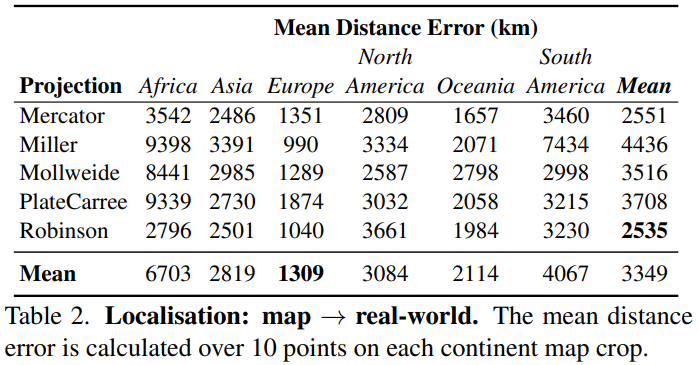 Mean Distance Error (km)
North South
Projection Africa Asia Europe America Oceania America Mean
Mercator 3542 2486 1351 2809 1657 3460 2551
Miller 9398 3391 990 3334 2071 7434 4436
Mollweide 8441 2985 1289 2587 2798 2998 3516
PlateCarree 9339 2730 1874 3032 2058 3215 3708
Robinson 2796 2501 1040 3661 1984 3230 2535
Mean 6703 2819 1309 3084 2114 4067 3349
Table 2. Localisation: map → real-world. The mean distance
error is calculated over 10 points on each continent map crop.